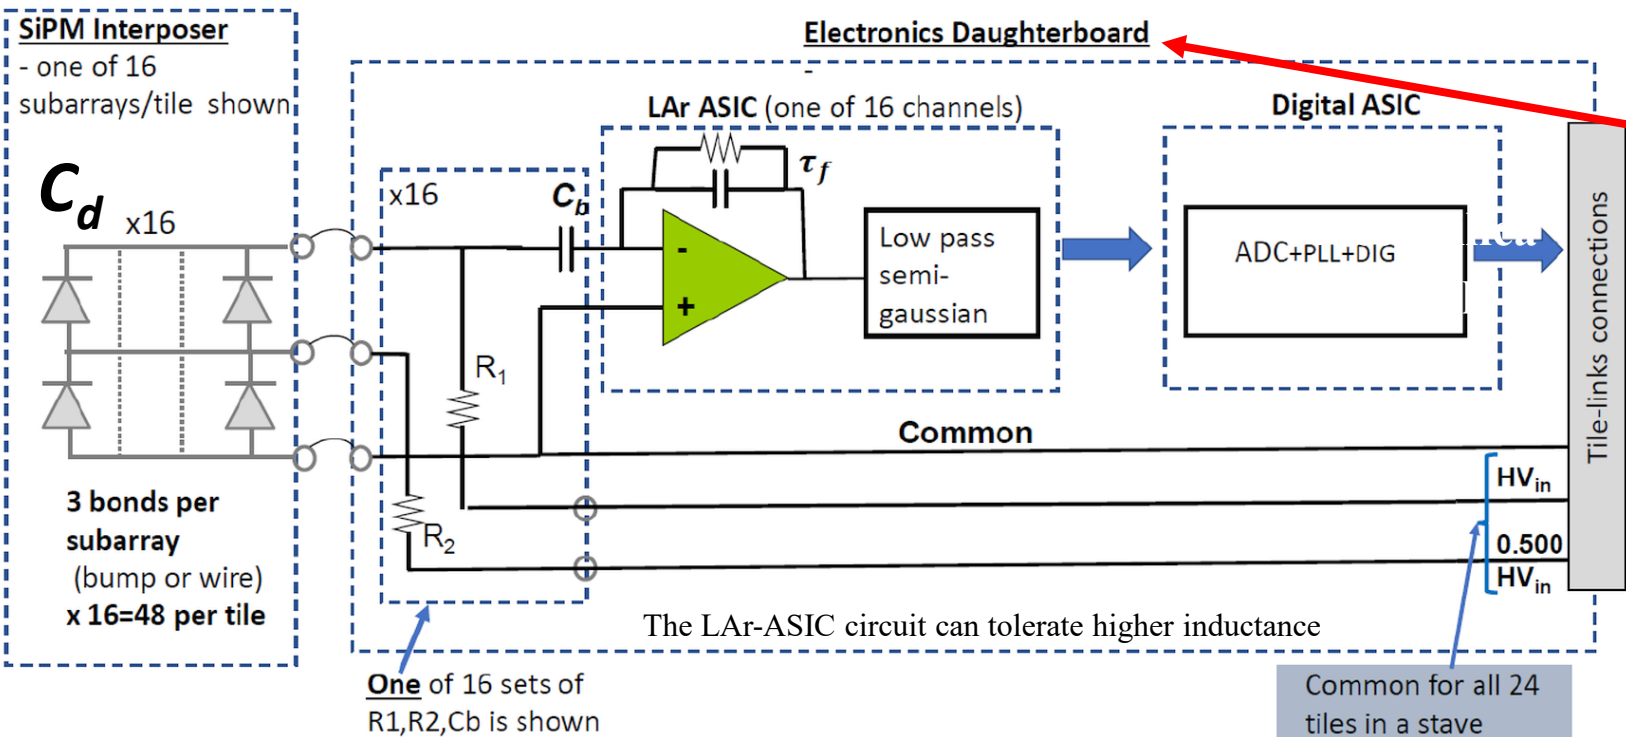 SiPM Interposer
- one of 16
subarrays/tile shown
Cd
x16
3 bonds per
subarray
(bump or wire)
x 16=48 per tile
Electronics Daughterboard
-
LAr ASIC (one of 16 channels)
Digital ASIC
x16
Cb
τf
-
+
Low pass
semi-
gaussian
ADC+PLL+DIG
Tile-links connections
R1
R2
Common
HVin
0.500
HVin
The LAr-ASIC circuit can tolerate higher inductance
One of 16 sets of
R1,R2,Cb is shown
Common for all 24
tiles in a stave